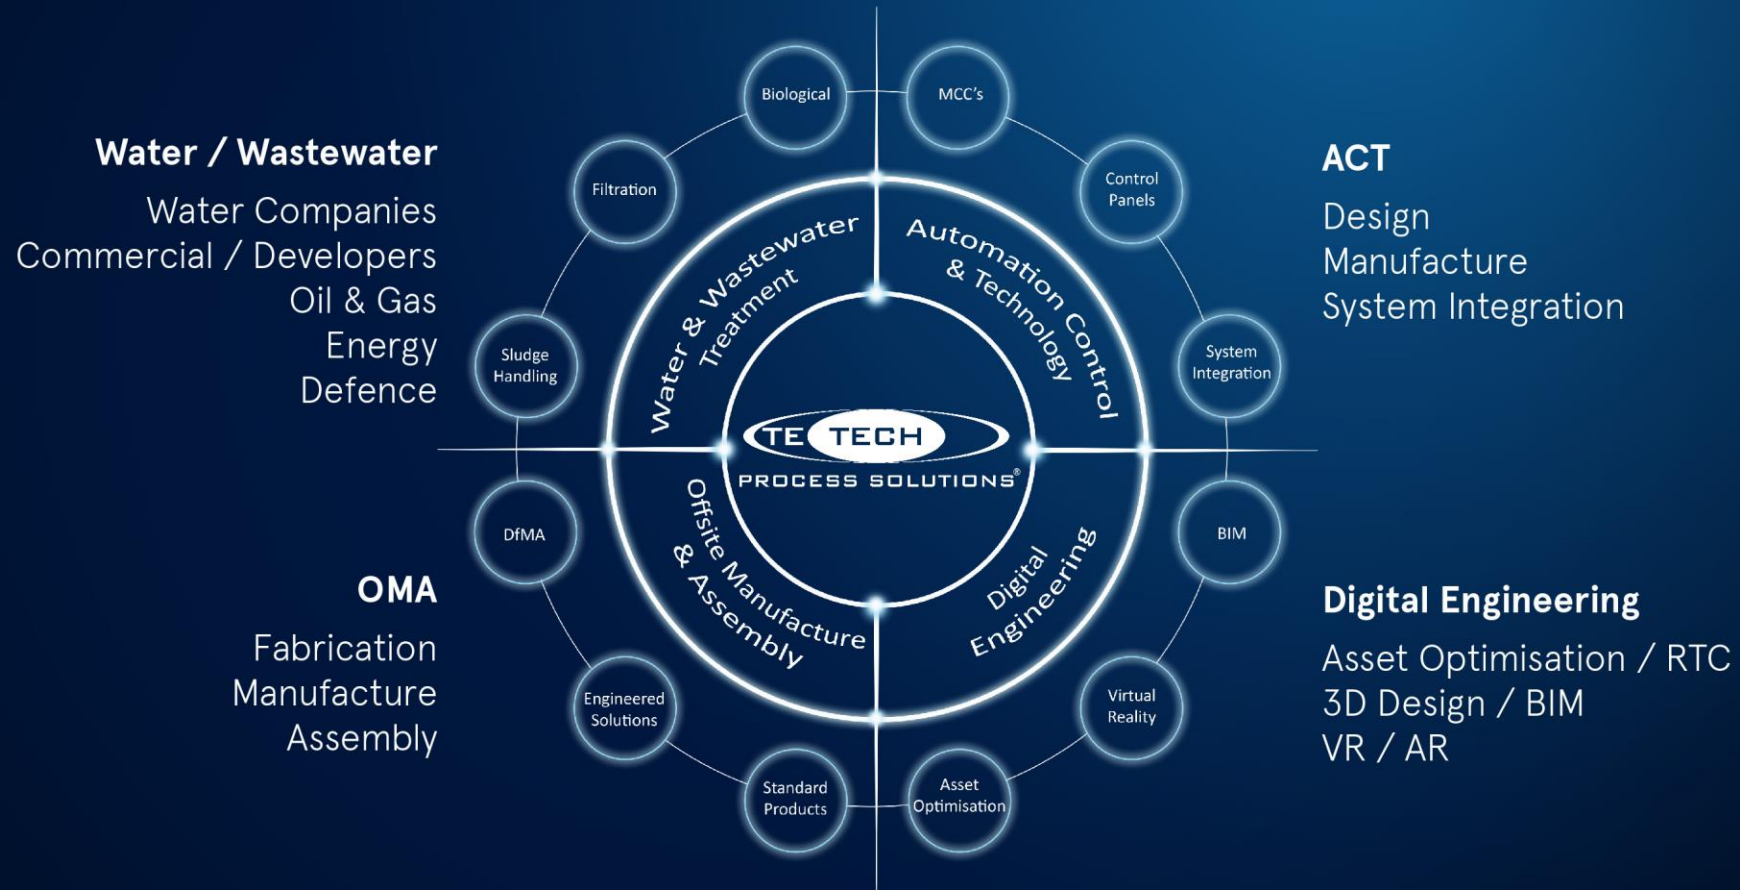 Water / Wastewater
Water Companies
Commercial / Developers
Oil & Gas
Energy
Defence
OMA
Fabrication
Manufacture
Assembly
Biological
Filtration
Sludge
Handling
DfMA
Engineered
Solutions
Standard
Products
Water & Wastewater
Treatment
Automation Control
& Technology
TE TECH
PROCESS SOLUTIONS®
Offsite Manufacture
& Assembly
Digital
Engineering
MCC's
Control
Panels
System
Integration
BIM
Virtual
Reality
Asset
Optimisation
ACT
Design
Manufacture
System Integration
Digital Engineering
Asset Optimisation / RTC
3D Design / BIM
VR / AR